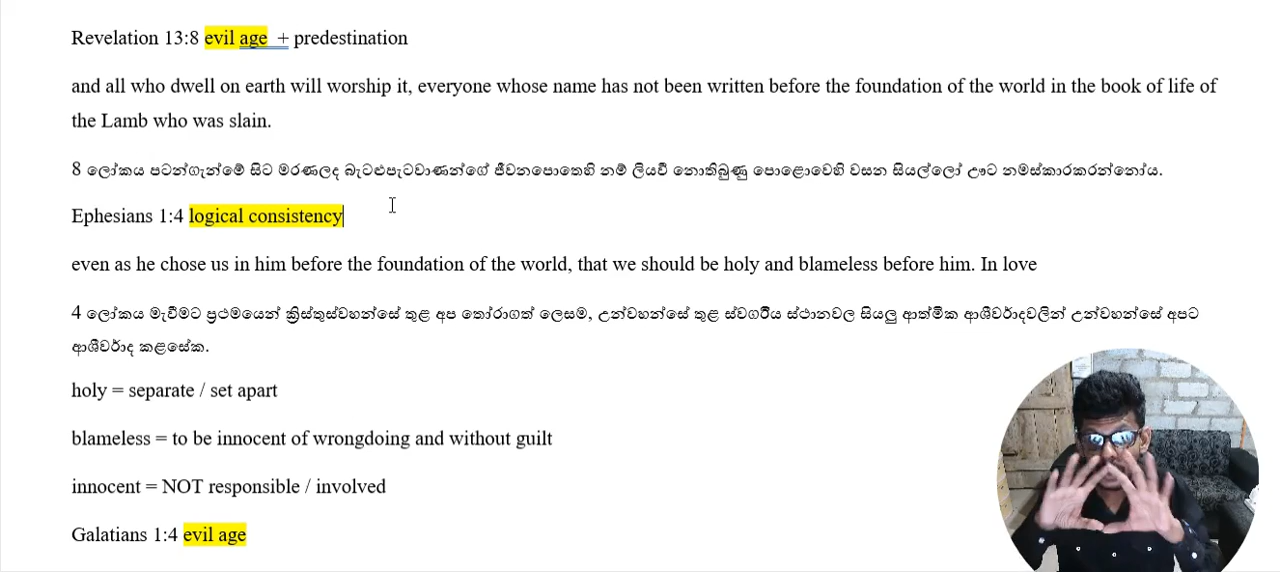 Revelation 13:8 evil age + predestination
and all who dwell on earth will worship it, everyone whose name has not been written before the foundation of the world in the book of life of
the Lamb who was slain.
8 ලෝකය පටන්ගැන්මේ සිට මරණලද බැටළුපැටවාණන්ගේ ජීවනපොතෙහි නම් ලියවී නොතිබුණු පොළොවෙහි වසන සියල්ලෝ ඌට නමස්කාරකරන්නෝය.
Ephesians 1:4 logical consistency
even as he chose us in him before the foundation of the world, that we should be holy and blameless before him. In love
4 ලෝකය මැවීමට ප්‍රථමයෙන් ක්‍රිස්තුස්වහන්සේ තුළ අප තෝරාගත් ලෙසම, උන්වහන්සේ තුළ ස්වර්ගීය ස්ථානවල සියලු ආත්මික ආශීර්වාදවලින් උන්වහන්සේ අපට
ආශීර්වාද කළසේක.
holy = separate / set apart
blameless = to be innocent of wrongdoing and without guilt
innocent = NOT responsible / involved
Galatians 1:4 evil age